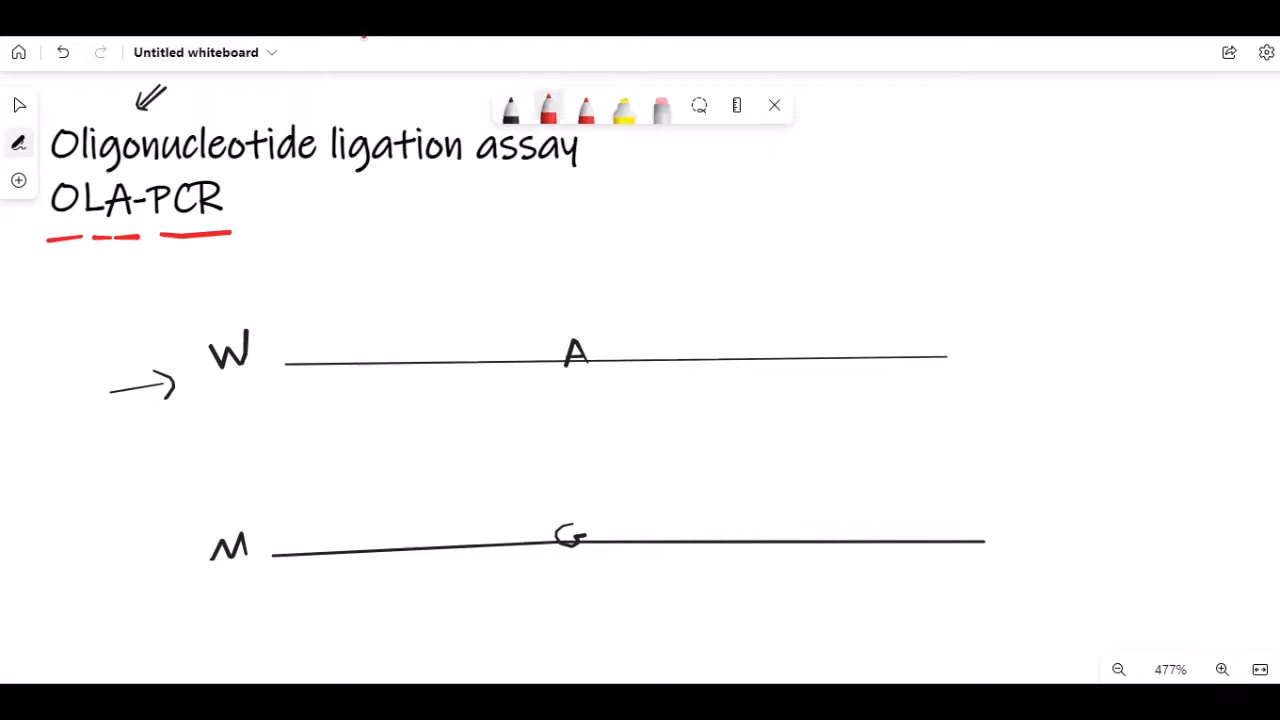 Untitled whiteboard
Oligonucleotide ligation assay
OLA-PCR
W
A
M
G
477%